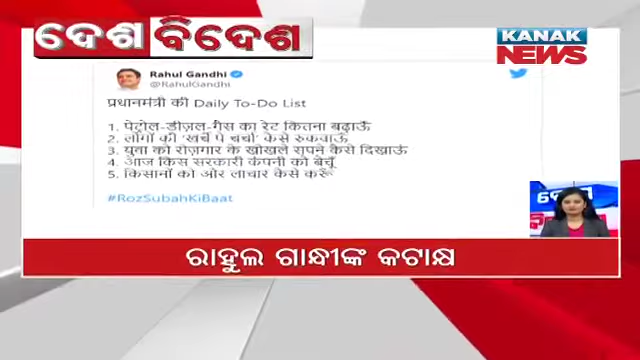 ଦେଶ ବିଦେଶ
KANAK
NEWS
Rahul Gandhi
@RahulGandhi
प्रधानमंत्री की Daily To-Do List
1. पेट्रोल-डीज़ल-गैस का रेट कितना बढ़ाऊँ
2. लोगों की 'खर्चे पे चर्चा' कैसे रुकवाऊँ
3. युवा को रोज़गार के खोखले सपने कैसे दिखाऊँ
4. आज किस सरकारी कंपनी को बेचूँ
5. किसानों को और लाचार कैसे करूँ
#RozSubahKiBaat
ରାହୁଲ ଗାନ୍ଧୀଙ୍କ କଟାକ୍ଷ